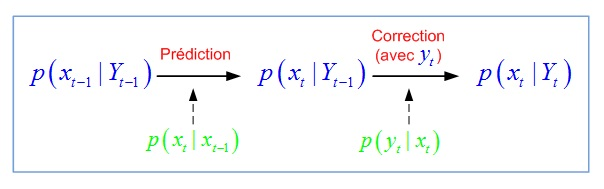 Prédiction
Correction
(avec y_t)
p(x_{t-1} | Y_{t-1})
p(x_t | Y_{t-1})
p(x_t | Y_t)
p(x_t | x_{t-1})
p(y_t | x_t)